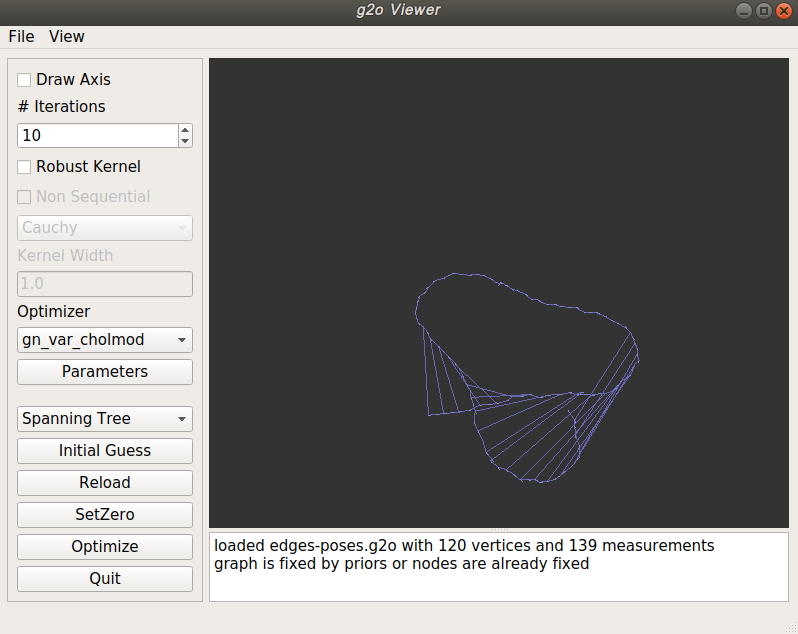 g2o Viewer
File View
Draw Axis
# Iterations
10
Robust Kernel
Non Sequential
Cauchy
Kernel Width
1.0
Optimizer
gn_var_cholmod
Parameters
Spanning Tree
Initial Guess
Reload
SetZero
Optimize
Quit
loaded edges-poses.g2o with 120 vertices and 139 measurements
graph is fixed by priors or nodes are already fixed